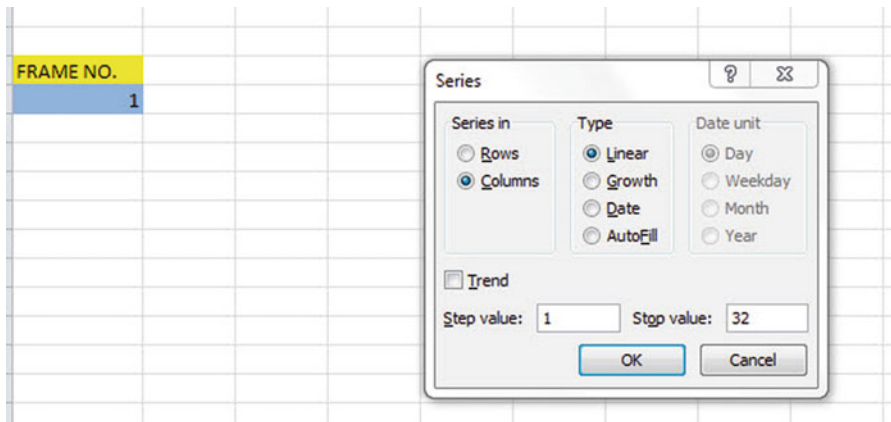 FRAME NO.
1
Series
Series in Type Date unit
Rows Linear Day
Columns Growth Weekday
Date Month
AutoFill Year
Trend
Step value: 1 Stop value: 32
OK Cancel